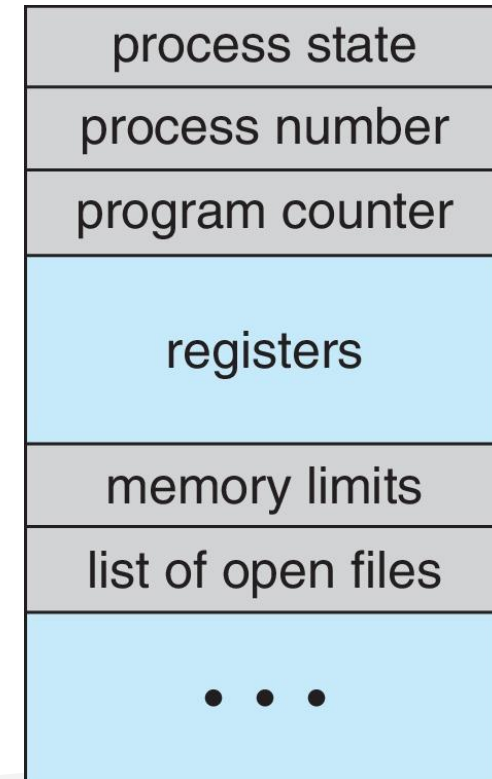 process state
process number
program counter
registers
memory limits
list of open files
• • •